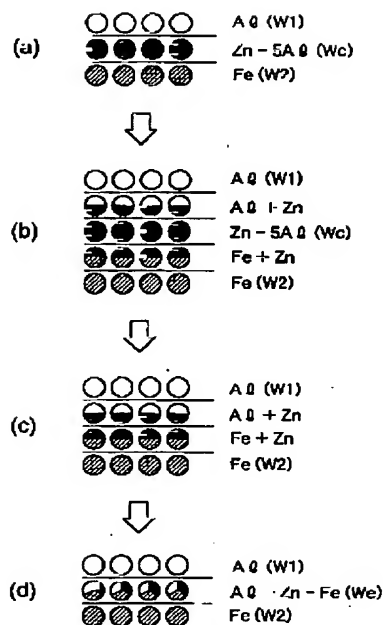 (a)
Aℓ (W1)
Zn - 5Aℓ (Wc)
Fe (W2)
(b)
Aℓ (W1)
Aℓ + Zn
Zn - 5Aℓ (Wc)
Fe + Zn
Fe (W2)
(c)
Aℓ (W1)
Aℓ + Zn
Fe + Zn
Fe (W2)
(d)
Aℓ (W1)
Aℓ - Zn - Fe (We)
Fe (W2)